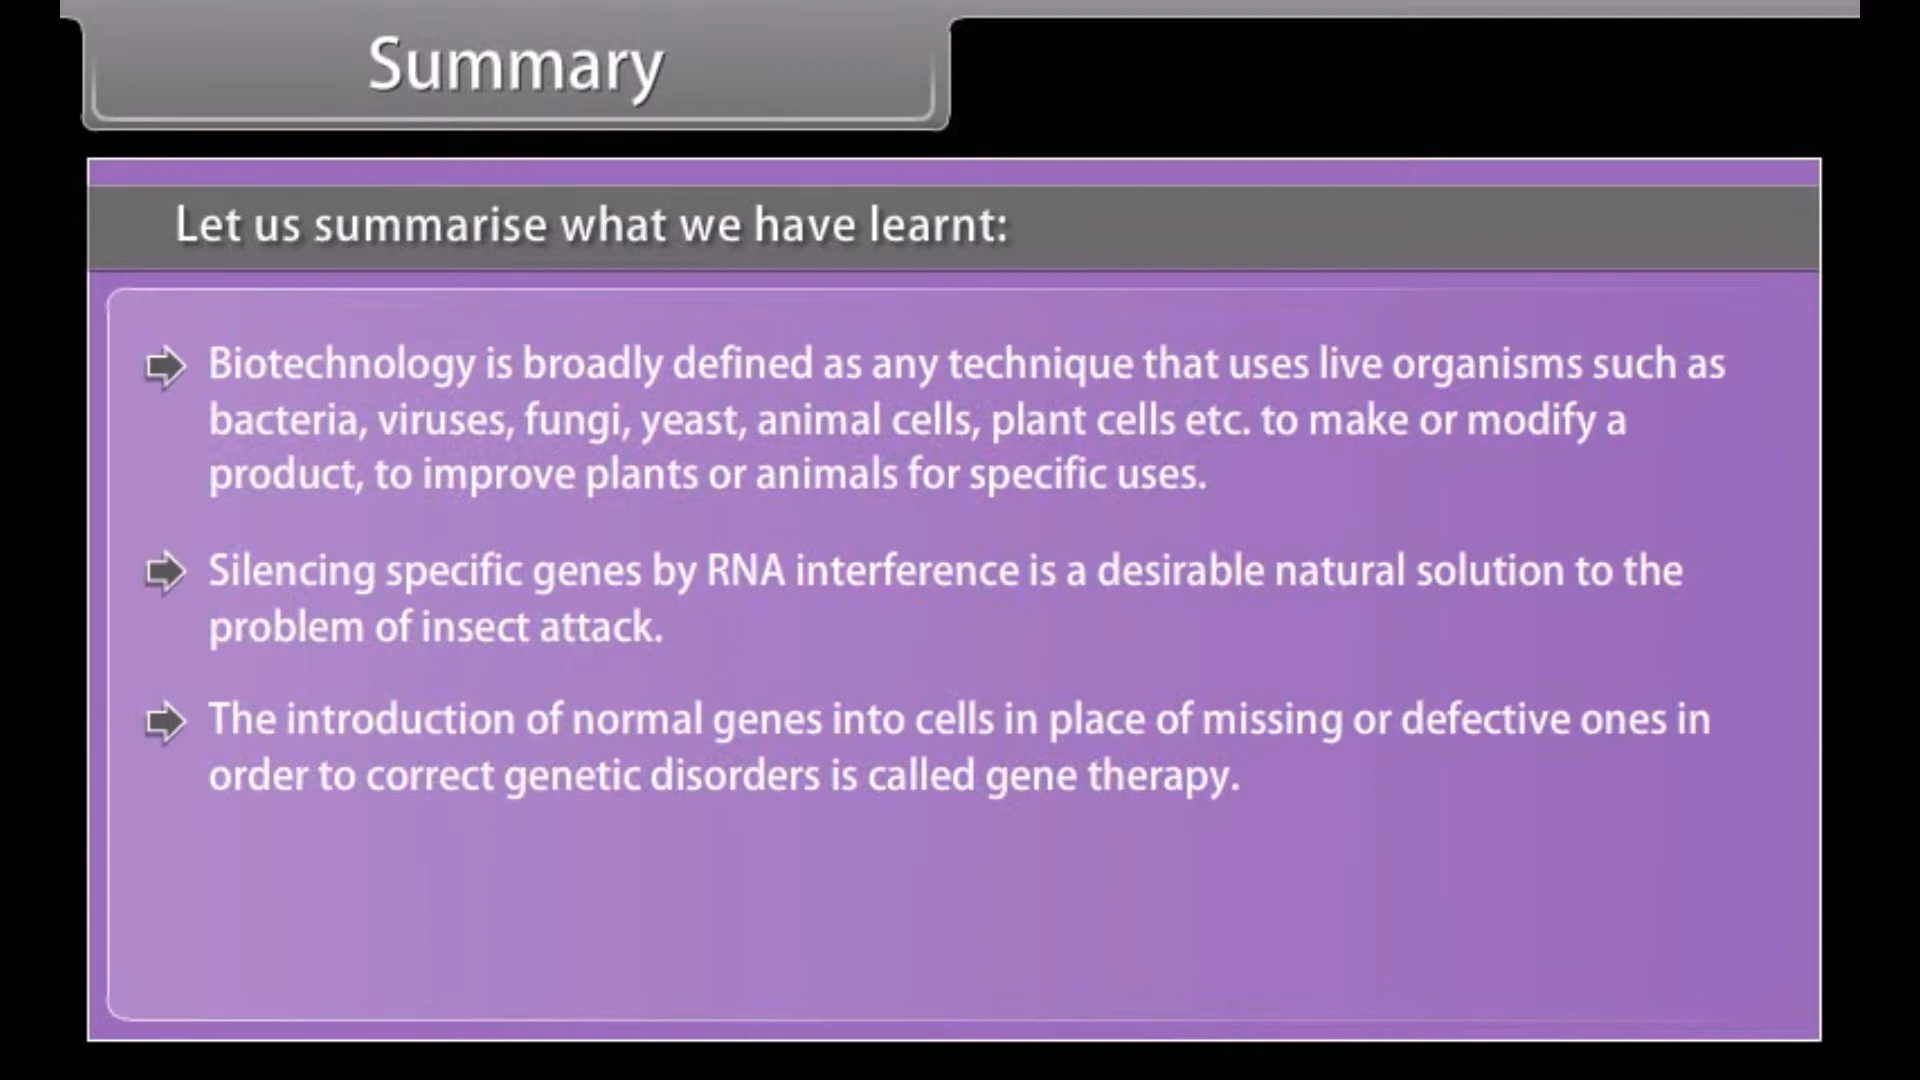 Summary
Let us summarise what we have learnt:
Biotechnology is broadly defined as any technique that uses live organisms such as
bacteria, viruses, fungi, yeast, animal cells, plant cells etc. to make or modify a
product, to improve plants or animals for specific uses.
Silencing specific genes by RNA interference is a desirable natural solution to the
problem of insect attack.
The introduction of normal genes into cells in place of missing or defective ones in
order to correct genetic disorders is called gene therapy.